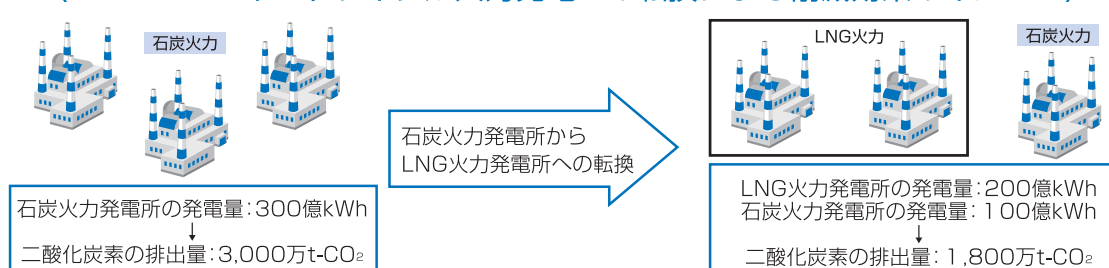 石炭火力
石炭火力発電所の発電量:300億kWh
↓
二酸化炭素の排出量:3,000万t-CO₂
石炭火力発電所から
LNG火力発電所への転換
LNG火力
石炭火力
LNG火力発電所の発電量:200億kWh
石炭火力発電所の発電量:100億kWh
↓
二酸化炭素の排出量:1,800万t-CO₂